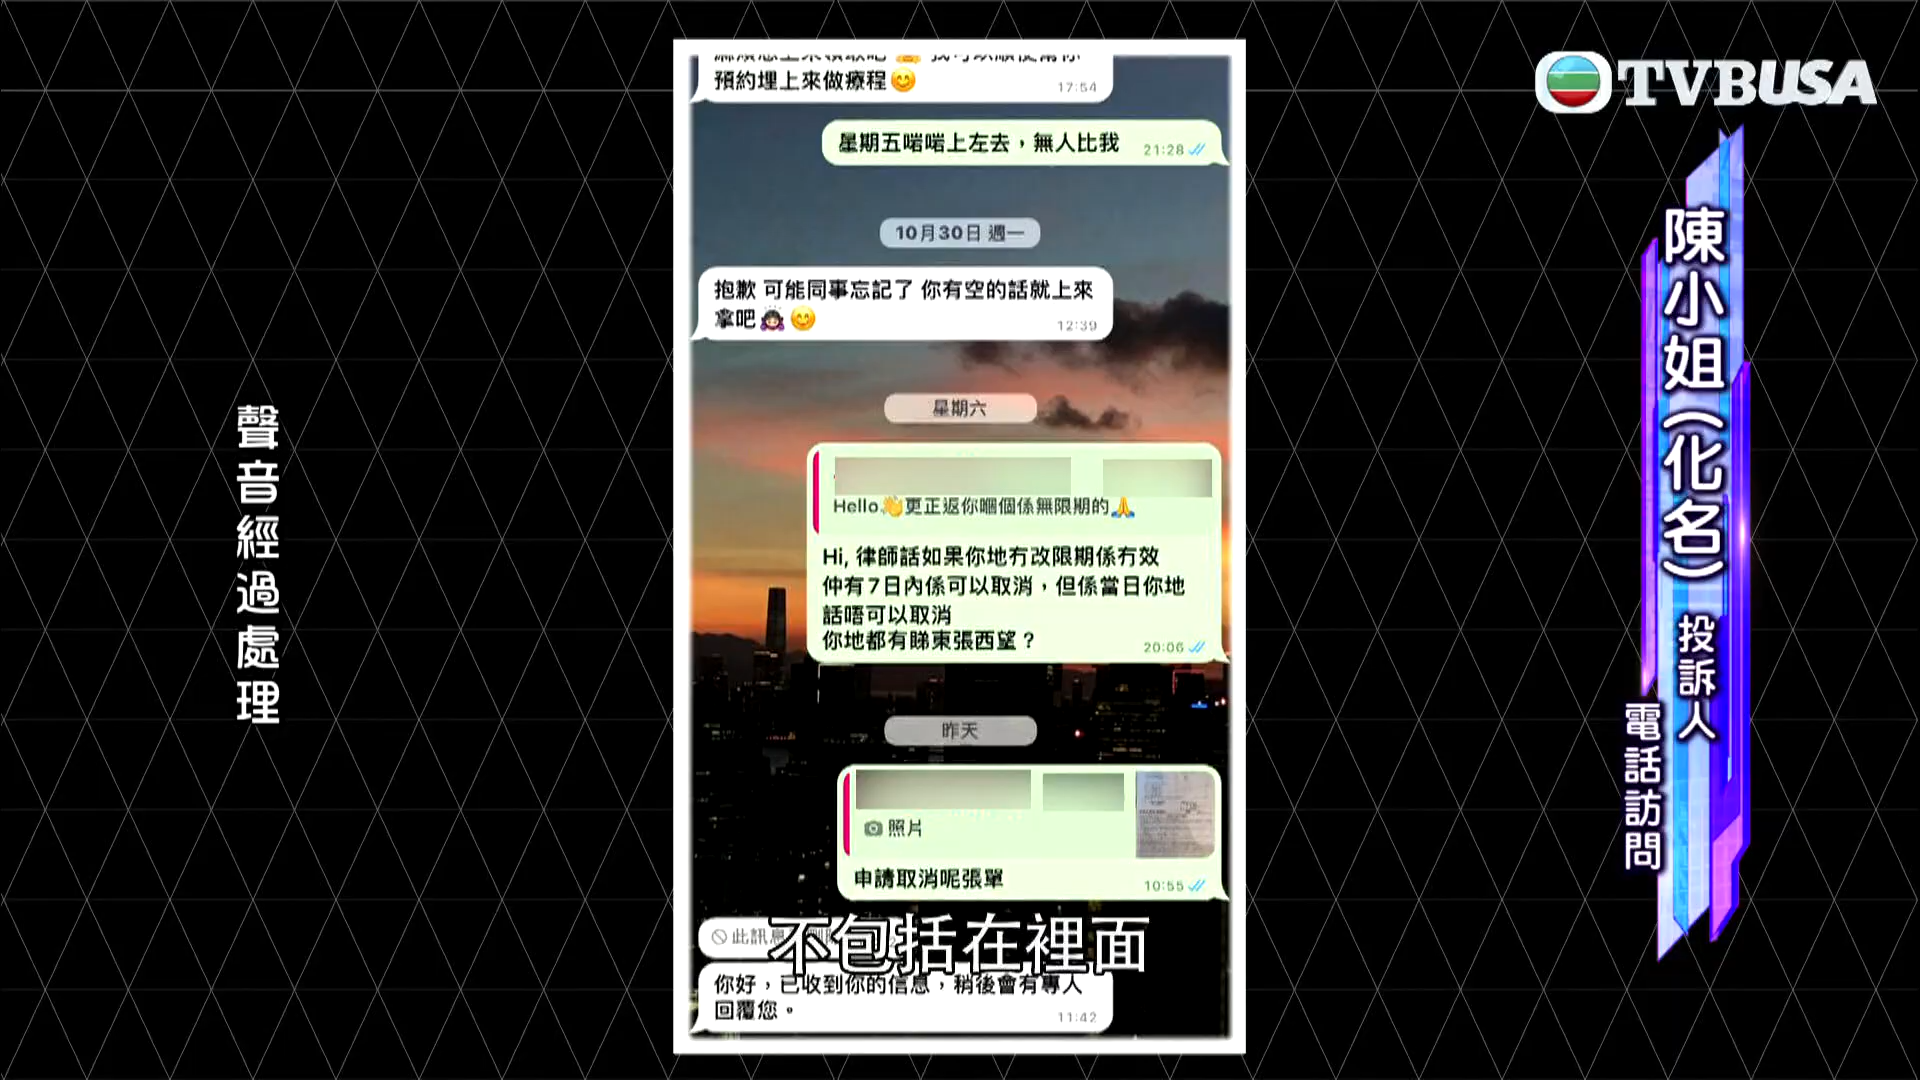 預約埋上來做療程😊
17:54
星期五啱啱上左去，無人比我
21:28
10月30日 週一
抱歉 可能同事忘記了 你有空的話就上來
拿吧🙇🏻‍♀️😊
12:39
星期六
Hello👋更正返你嗰個係無限期的🙏
Hi, 律師話如果你地冇改限期係冇效
仲有7日內係可以取消，但係當日你地
話唔可以取消
你地都有睇東張西望？
20:06
昨天
照片
申請取消呢張單
10:55
此訊息
你好，已收到你的信息，稍後會有專人
回覆您。
11:42
不包括在裡面
聲音經過處理
TVBUSA
陳小姐（化名）
投訴人
電話訪問